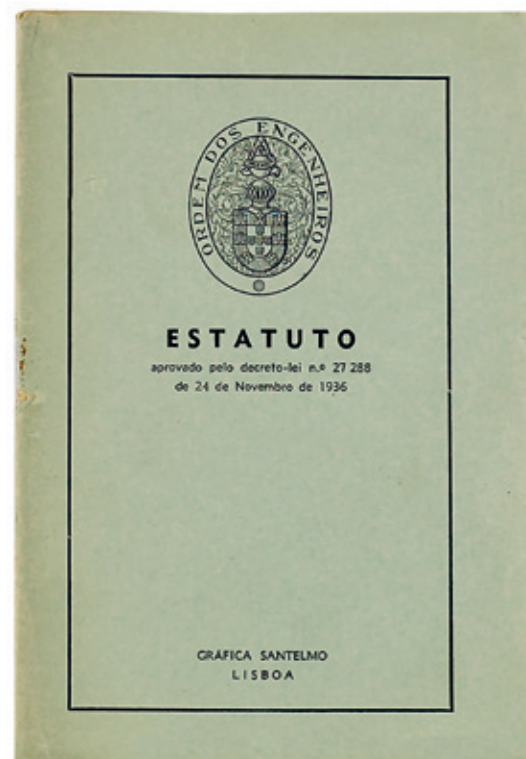 ORDEM DOS ENGENHEIROS
ESTATUTO
aprovado pelo decreto-lei n.º 27 288
de 24 de Novembro de 1936
GRÁFICA SANTELMO
LISBOA